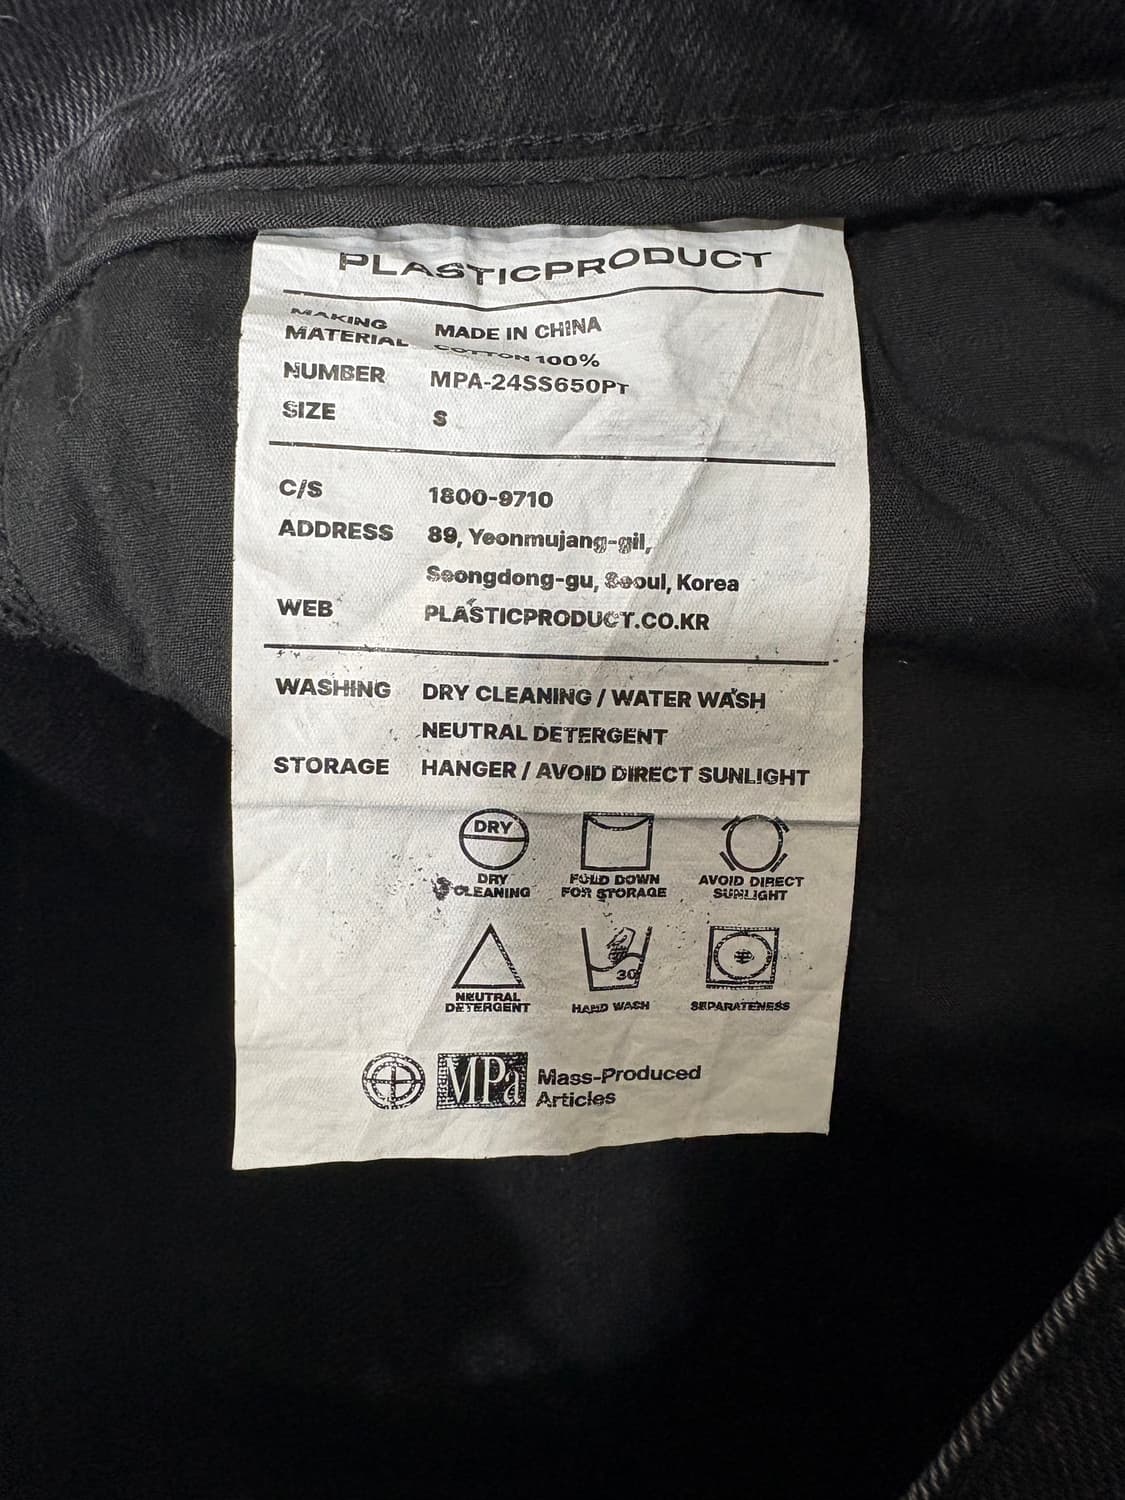 PLASTICPRODUCT
MAKING MADE IN CHINA
MATERIAL COTTON 100%
NUMBER MPA-24SS650PT
SIZE S
C/S 1800-9710
ADDRESS 89, Yeonmujang-gil,
Seongdong-gu, Seoul, Korea
WEB PLASTICPRODUCT.CO.KR
WASHING DRY CLEANING / WATER WASH
NEUTRAL DETERGENT
STORAGE HANGER / AVOID DIRECT SUNLIGHT
DRY
DRY CLEANING
FOLD DOWN FOR STORAGE
AVOID DIRECT SUNLIGHT
NEUTRAL DETERGENT
30
HAND WASH
SEPARATENESS
MPa Mass-Produced
Articles